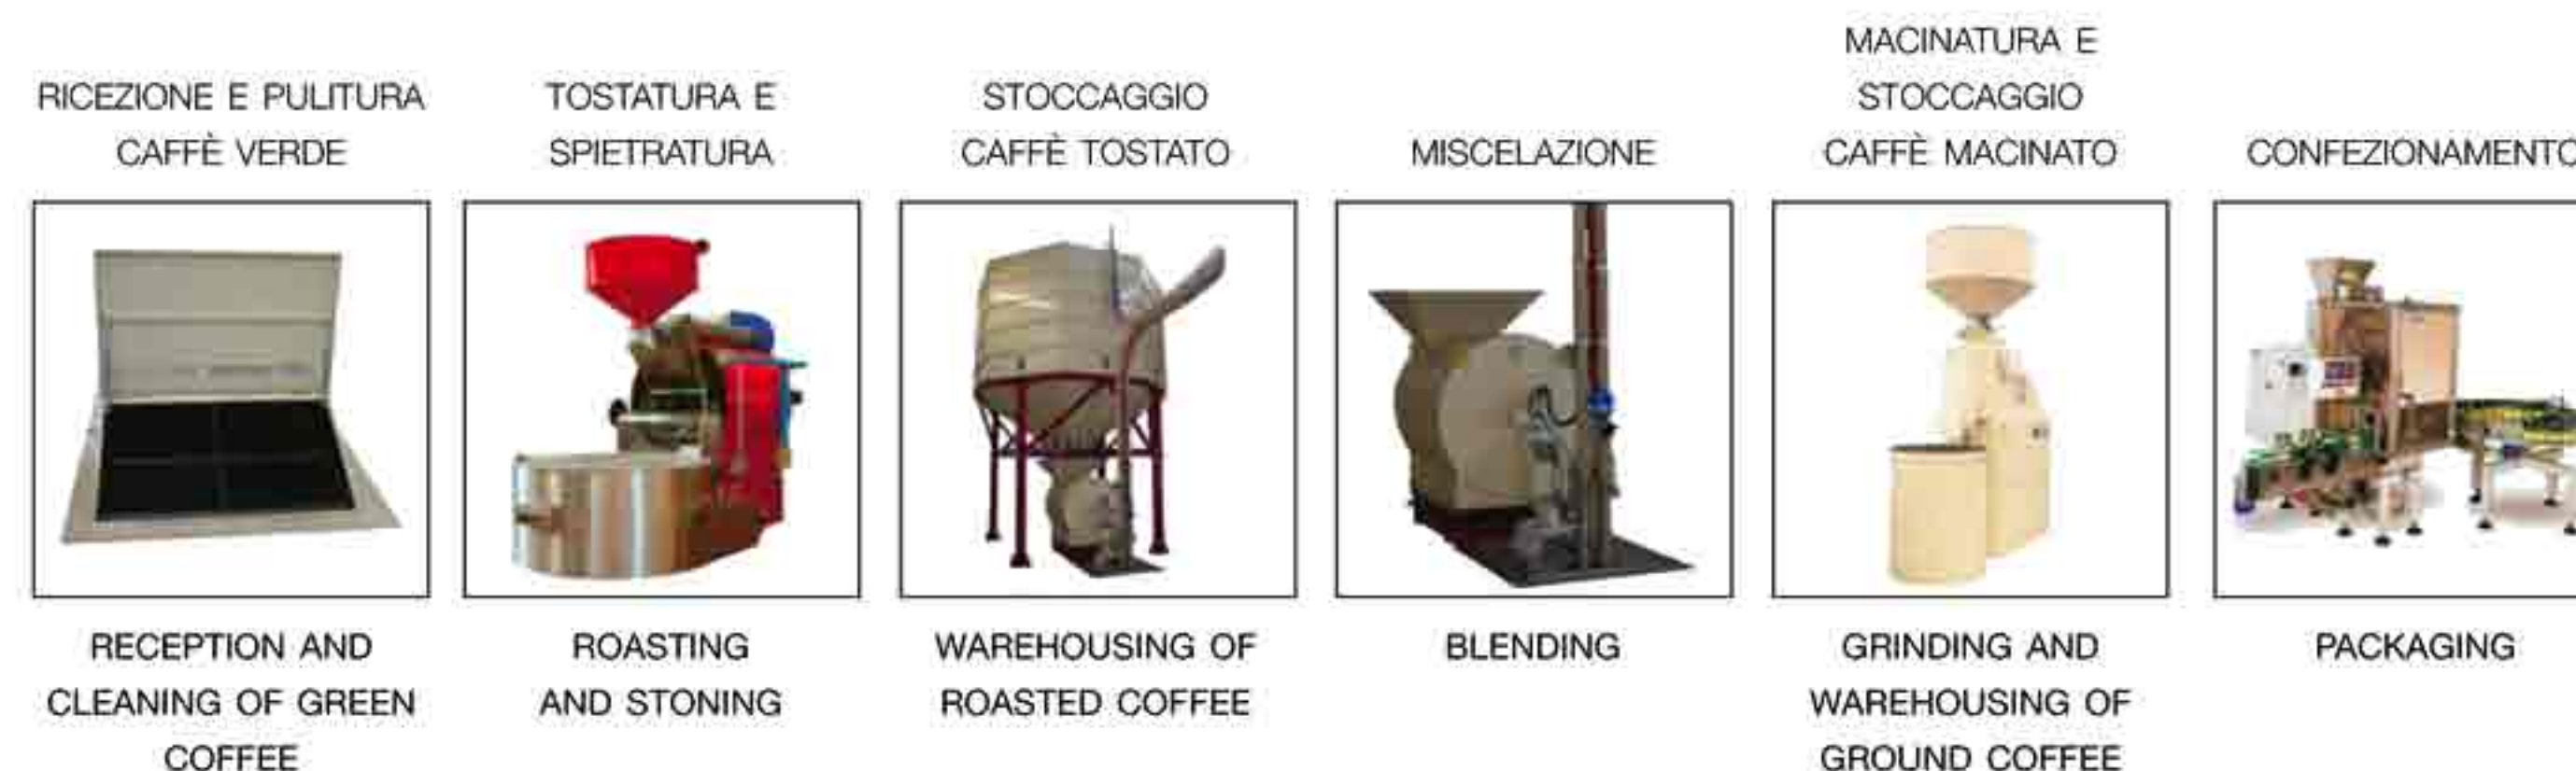 RICEZIONE E PULITURA
CAFFÈ VERDE
TOSTATURA E
SPIETRATURA
STOCCAGGIO
CAFFÈ TOSTATO
MISCELAZIONE
MACINATURA E
STOCCAGGIO
CAFFÈ MACINATO
CONFEZIONAMENTO
RECEPTION AND
CLEANING OF GREEN
COFFEE
ROASTING
AND STONING
WAREHOUSING OF
ROASTED COFFEE
BLENDING
GRINDING AND
WAREHOUSING OF
GROUND COFFEE
PACKAGING